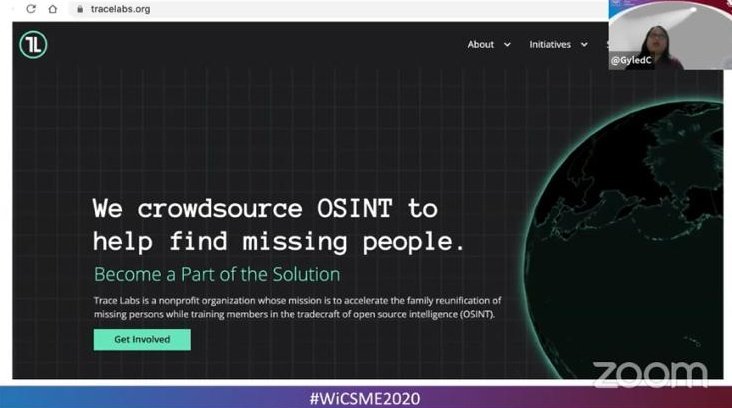 tracelabs.org
TL
About
Initiatives
@GyledC
We crowdsource OSINT to
help find missing people.
Become a Part of the Solution
Trace Labs is a nonprofit organization whose mission is to accelerate the family reunification of
missing persons while training members in the tradecraft of open source intelligence (OSINT).
Get Involved
zoom
#WiCSME2020